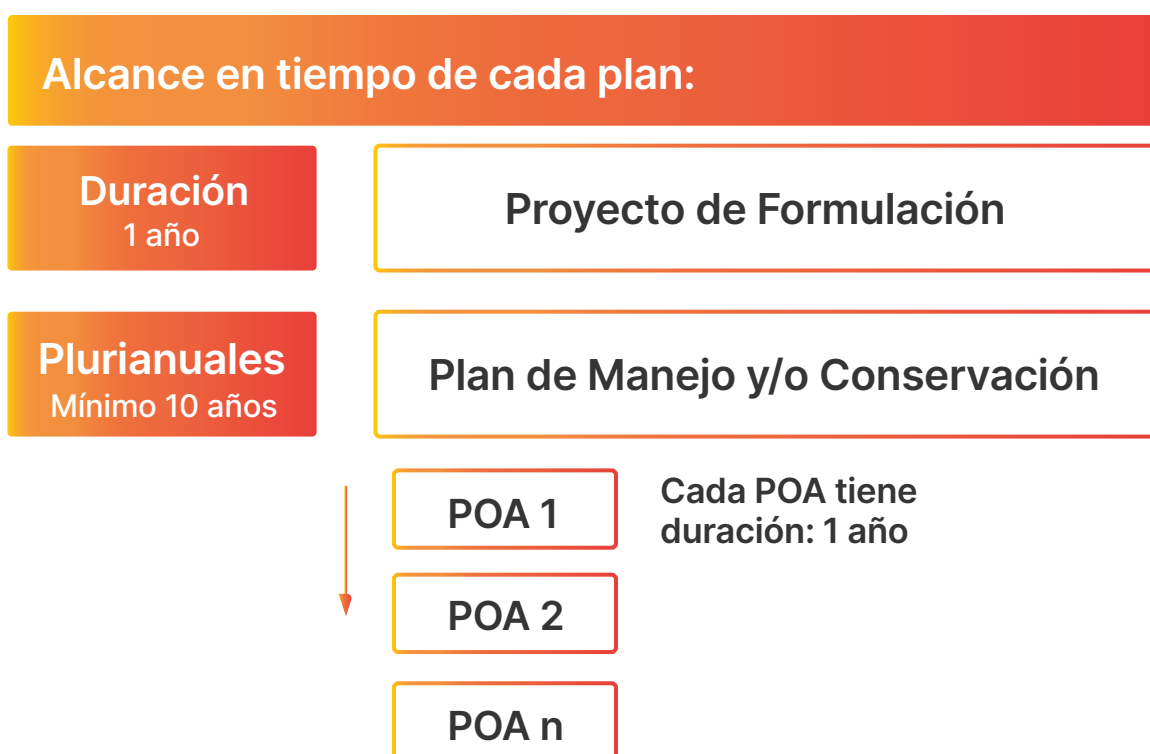 Alcance en tiempo de cada plan:
Duración
1 año
Proyecto de Formulación
Plurianuales
Mínimo 10 años
Plan de Manejo y/o Conservación
POA 1
Cada POA tiene
duración: 1 año
POA 2
POA n